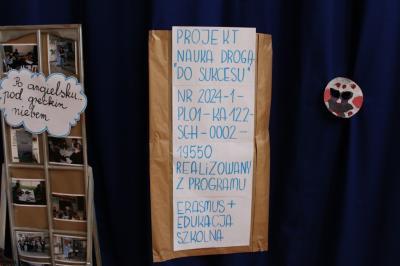 Po angielsku
pod greckim
niebem
PROJEKT
NAUKA DROGĄ
"DO SUKCESU"
NR 2024-1-
PL01-KA122-
SCH-0002-
19550
REALIZOWANY
Z PROGRAMU
ERASMUS+
EDUKACJA
SZKOLNA